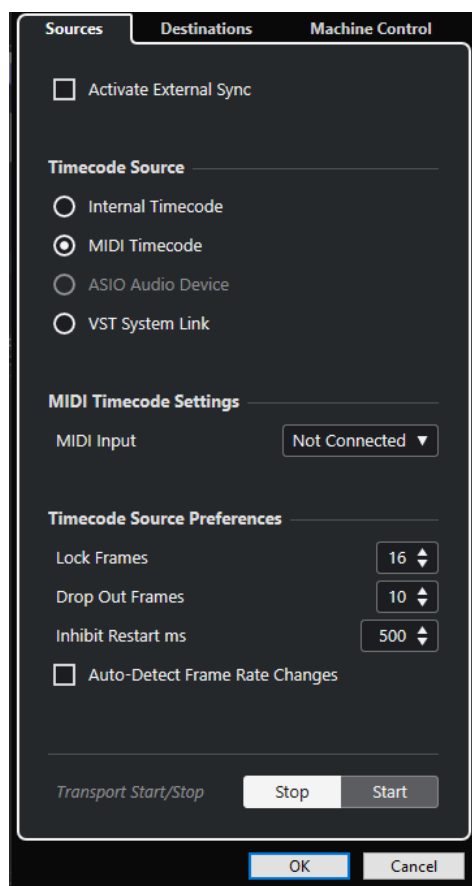 Sources Destinations Machine Control
Activate External Sync
Timecode Source
Internal Timecode
MIDI Timecode
ASIO Audio Device
VST System Link
MIDI Timecode Settings
MIDI Input Not Connected
Timecode Source Preferences
Lock Frames 16
Drop Out Frames 10
Inhibit Restart ms 500
Auto-Detect Frame Rate Changes
Transport Start/Stop Stop Start
OK Cancel